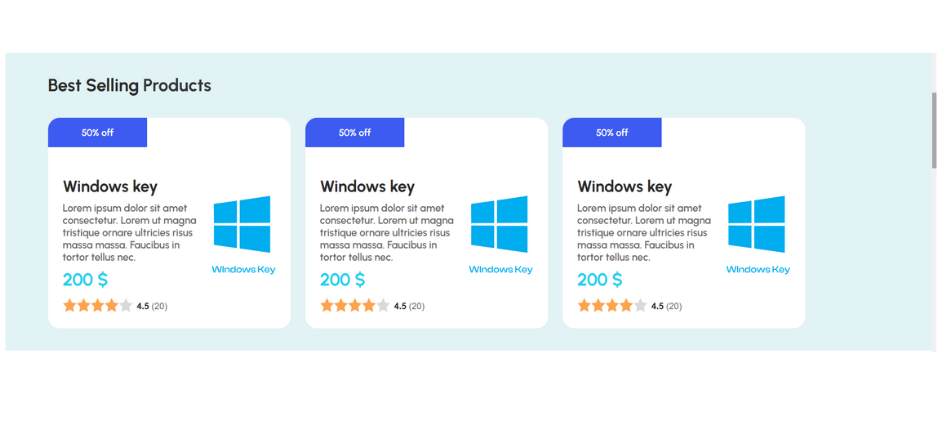 Best Selling Products
50% off
Windows key
Lorem ipsum dolor sit amet
consectetur. Lorem ut magna
tristique ornare ultricies risus
massa massa. Faucibus in
tortor tellus nec.
200 $
4.5 (20)
Windows Key
50% off
Windows key
Lorem ipsum dolor sit amet
consectetur. Lorem ut magna
tristique ornare ultricies risus
massa massa. Faucibus in
tortor tellus nec.
200 $
4.5 (20)
Windows Key
50% off
Windows key
Lorem ipsum dolor sit amet
consectetur. Lorem ut magna
tristique ornare ultricies risus
massa massa. Faucibus in
tortor tellus nec.
200 $
4.5 (20)
Windows Key